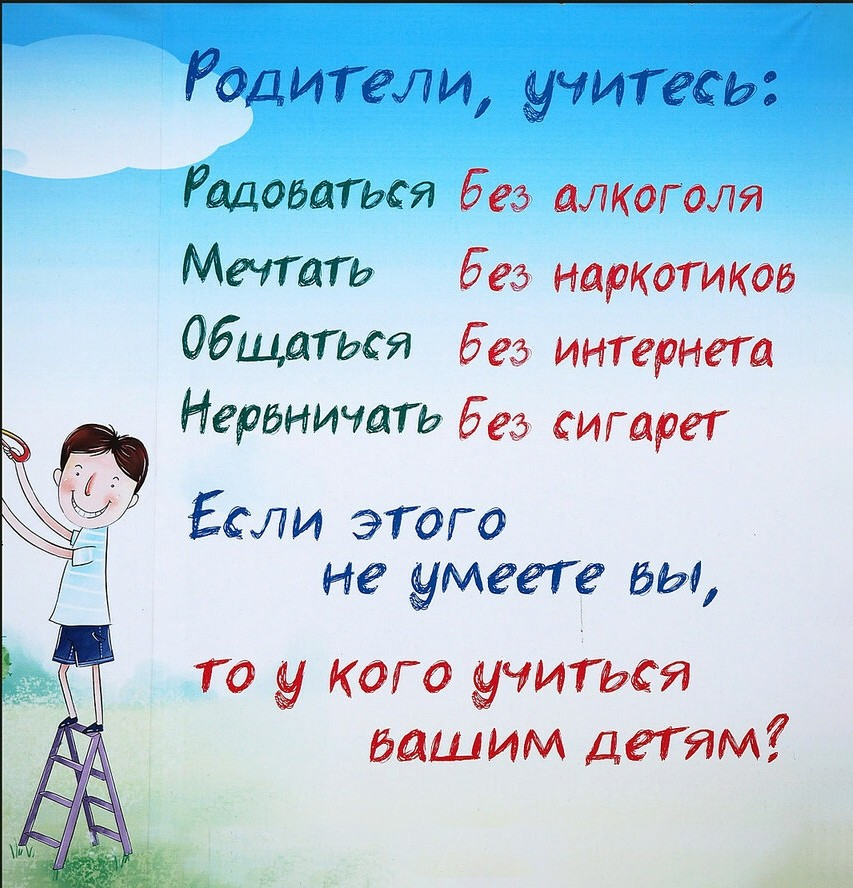 Родители, учитесь:
Радоваться Без алкоголя
Мечтать Без наркотиков
Общаться Без интернета
Нервничать Без сигарет
Если этого
не умеете вы,
то у кого учиться
вашим детям?